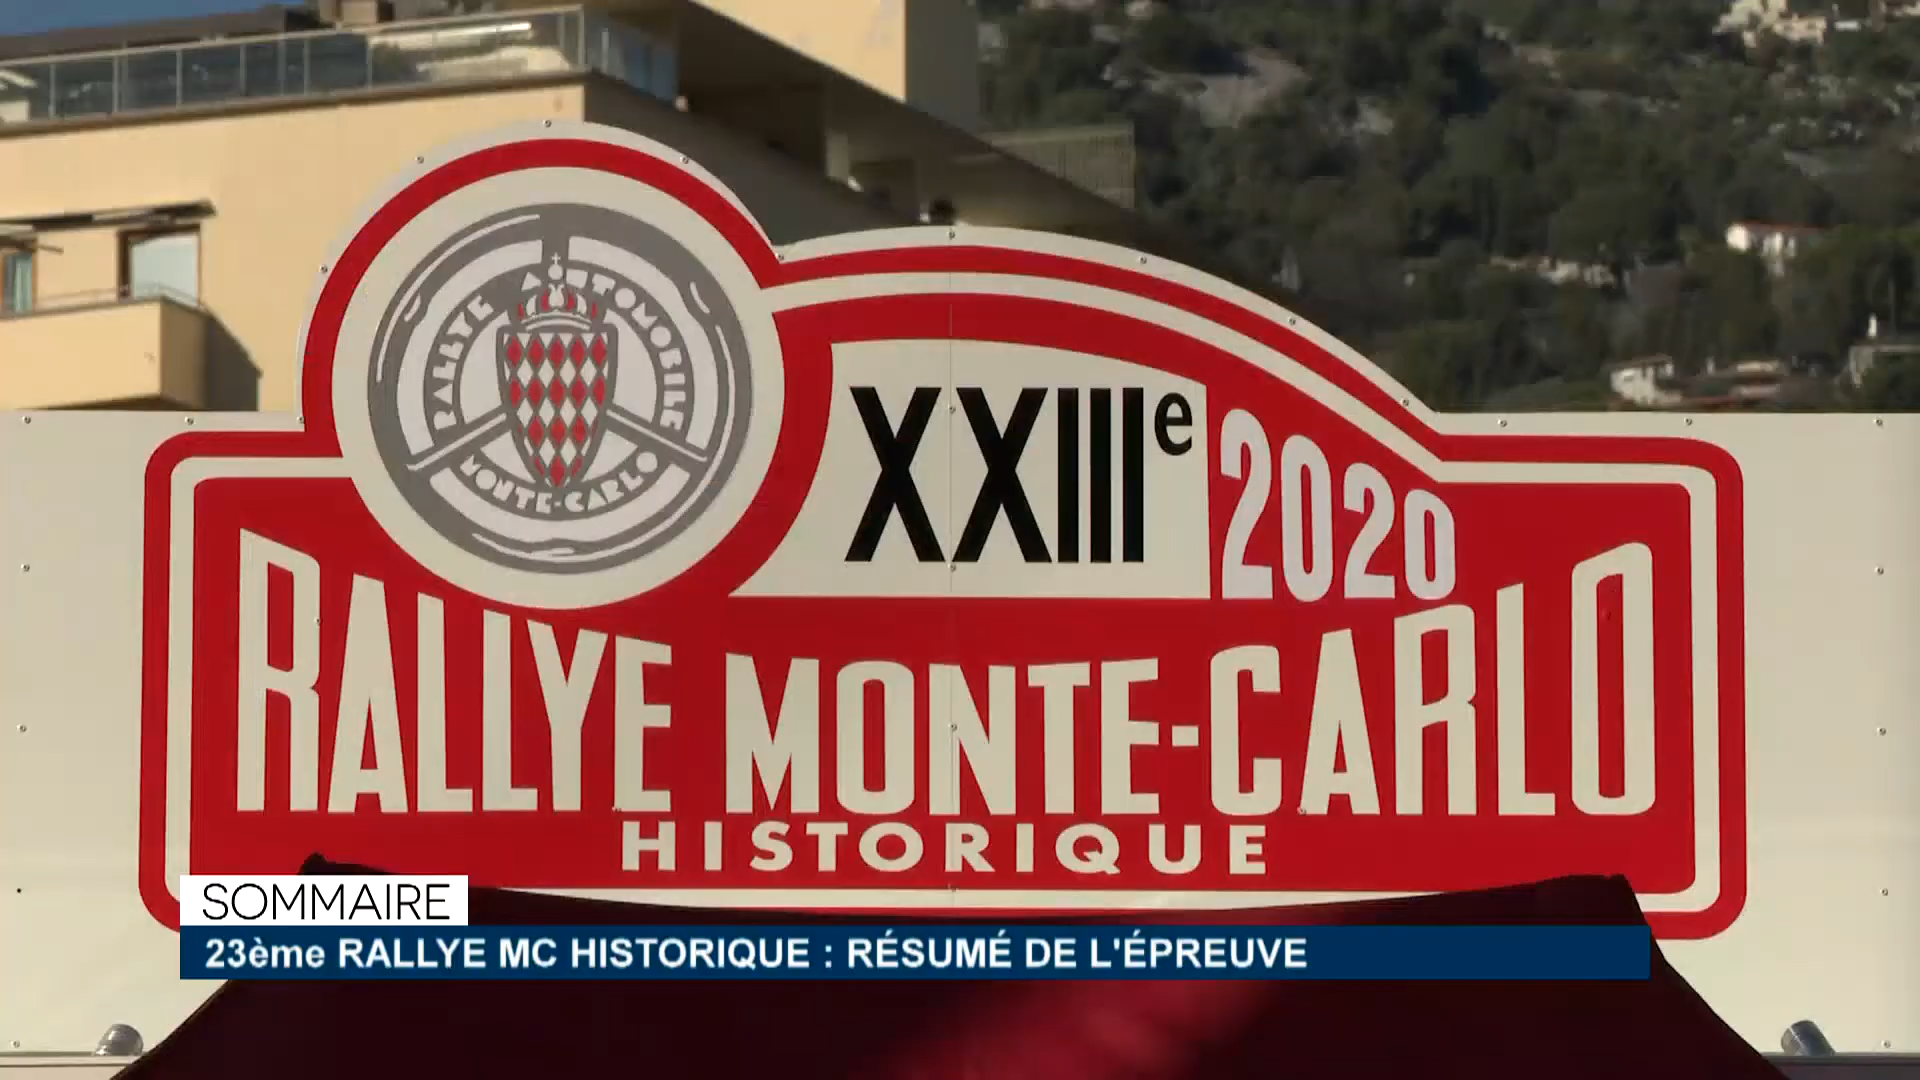 RALLYE AUTOMOBILE
MONTE-CARLO
XXIIIe
2020
RALLYE MONTE-CARLO
HISTORIQUE
SOMMAIRE
23ème RALLYE MC HISTORIQUE : RÉSUMÉ DE L'ÉPREUVE